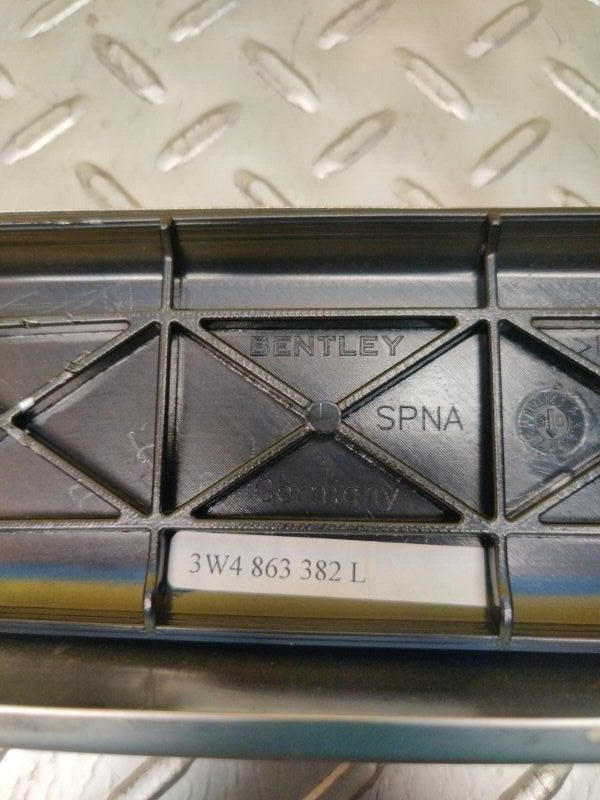 BENTLEY
SPNA
Germany
3W4 863 382 L